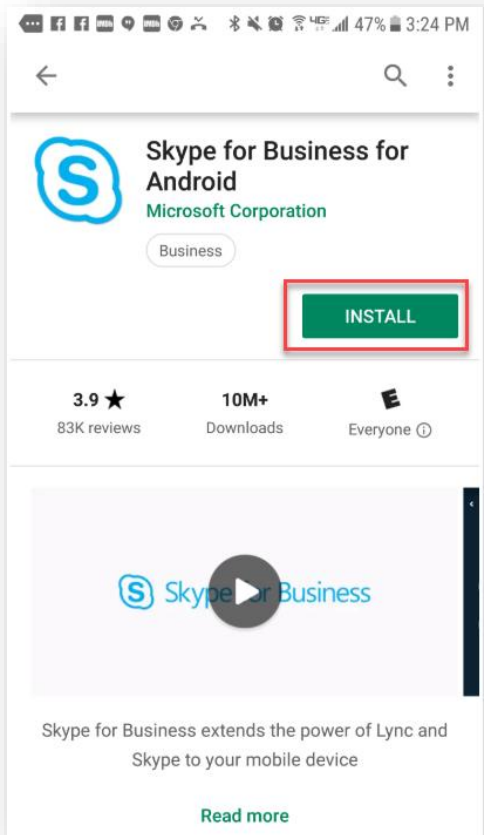 4G 47% 3:24 PM
Skype for Business for
Android
Microsoft Corporation
Business
INSTALL
3.9 ★ 10M+ E
83K reviews Downloads Everyone
S Skype for Business
Skype for Business extends the power of Lync and
Skype to your mobile device
Read more